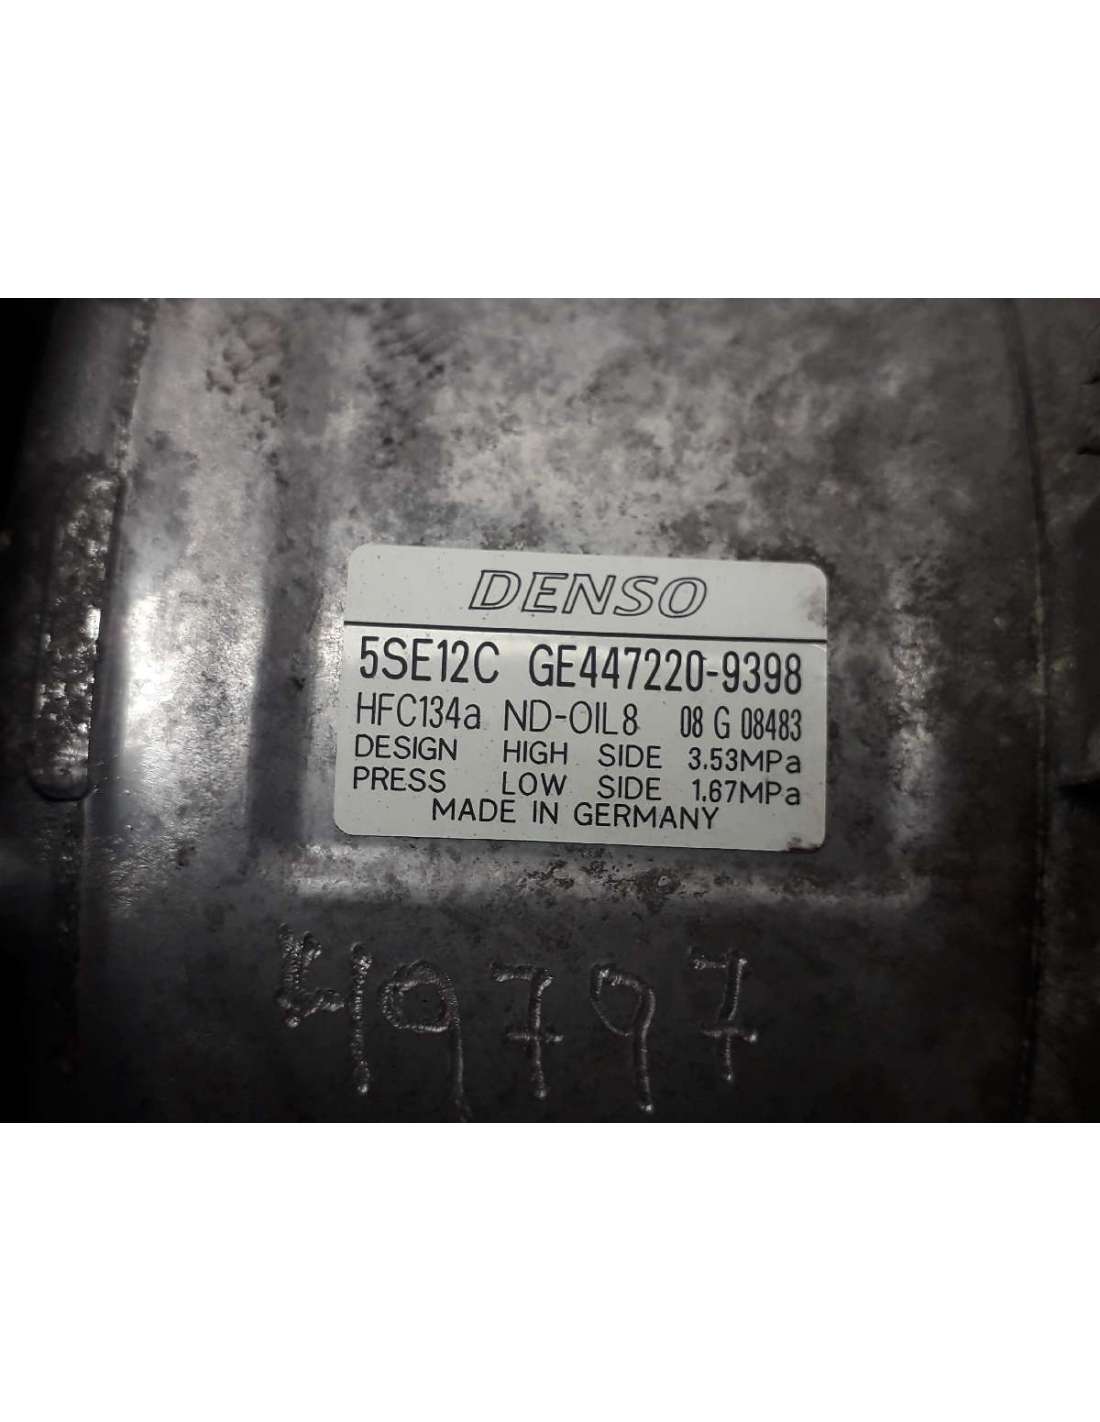 DENSO
5SE12C GE447220-9398
HFC134a ND-OIL8 08 G 08483
DESIGN HIGH SIDE 3.53MPa
PRESS LOW SIDE 1.67MPa
MADE IN GERMANY
49797